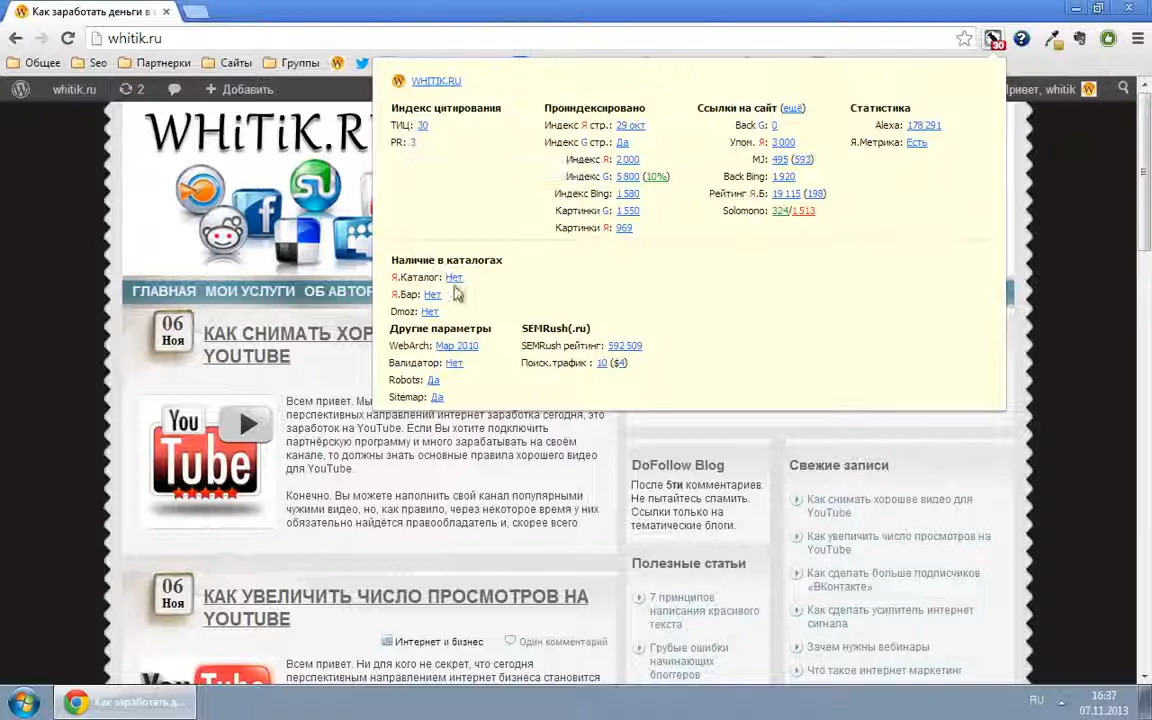 Как заработать деньги в
whitik.ru
30
Общее
Seo
Партнерки
Сайты
Группы
whitik.ru
2
Добавить
Привет, whitik
WHITIK.R
WHITIK.RU
Индекс цитирования
ТИЦ: 30
PR: 3
Проиндексировано
Индекс Я стр.: 29 окт
Индекс G стр.: Да
Индекс Я: 2 000
Индекс G: 5 800 (10%)
Индекс Bing: 1 580
Картинки G: 1 550
Картинки Я: 969
Ссылки на сайт (ещё)
Back G: 0
Упом. Я: 3 000
MJ: 495 (593)
Back Bing: 1 920
Рейтинг Я.Б: 19 115 (198)
Solomono: 324/1 513
Статистика
Alexa: 178 291
Я.Метрика: Есть
Наличие в каталогах
Я.Каталог: Нет
Я.Бар: Нет
Dmoz: Нет
Другие параметры
WebArch: Мар 2010
Валидатор: Нет
Robots: Да
Sitemap: Да
SEMRush(.ru)
SEMRush рейтинг: 592 509
Поиск.трафик : 10 ($4)
ГЛАВНАЯ МОИ УСЛУГИ ОБ АВТОР
06
Ноя
КАК СНИМАТЬ ХОР
YOUTUBE
You
Tube
Всем привет. Мы
перспективных направлений интернет заработка сегодня, это
заработок на YouTube. Если Вы хотите подключить
партнёрскую программу и много зарабатывать на своём
канале, то должны знать основные правила хорошего видео
для YouTube.
Конечно, Вы можете наполнить свой канал популярными
чужими видео, но, как правило, через некоторое время у них
обязательно найдётся правообладатель и, скорее всего
06
Ноя
КАК УВЕЛИЧИТЬ ЧИСЛО ПРОСМОТРОВ НА
YOUTUBE
Интернет и бизнес
Один комментарий
Всем привет. Ни для кого не секрет, что сегодня
перспективным направлением интернет бизнеса становится
DoFollow Blog
После 5ти комментариев.
Не пытайтесь спамить.
Ссылки только на
тематические блоги.
Полезные статьи
7 принципов
написания красивого
текста
Грубые ошибки
начинающих
блоггеров
Свежие записи
Как снимать хорошее видео для
YouTube
Как увеличить число просмотров на
YouTube
Как сделать больше подписчиков
«ВКонтакте»
Как сделать усилитель интернет
сигнала
Зачем нужны вебинары
Что такое интернет маркетинг
Как заработать д...
RU
16:37
07.11.2013